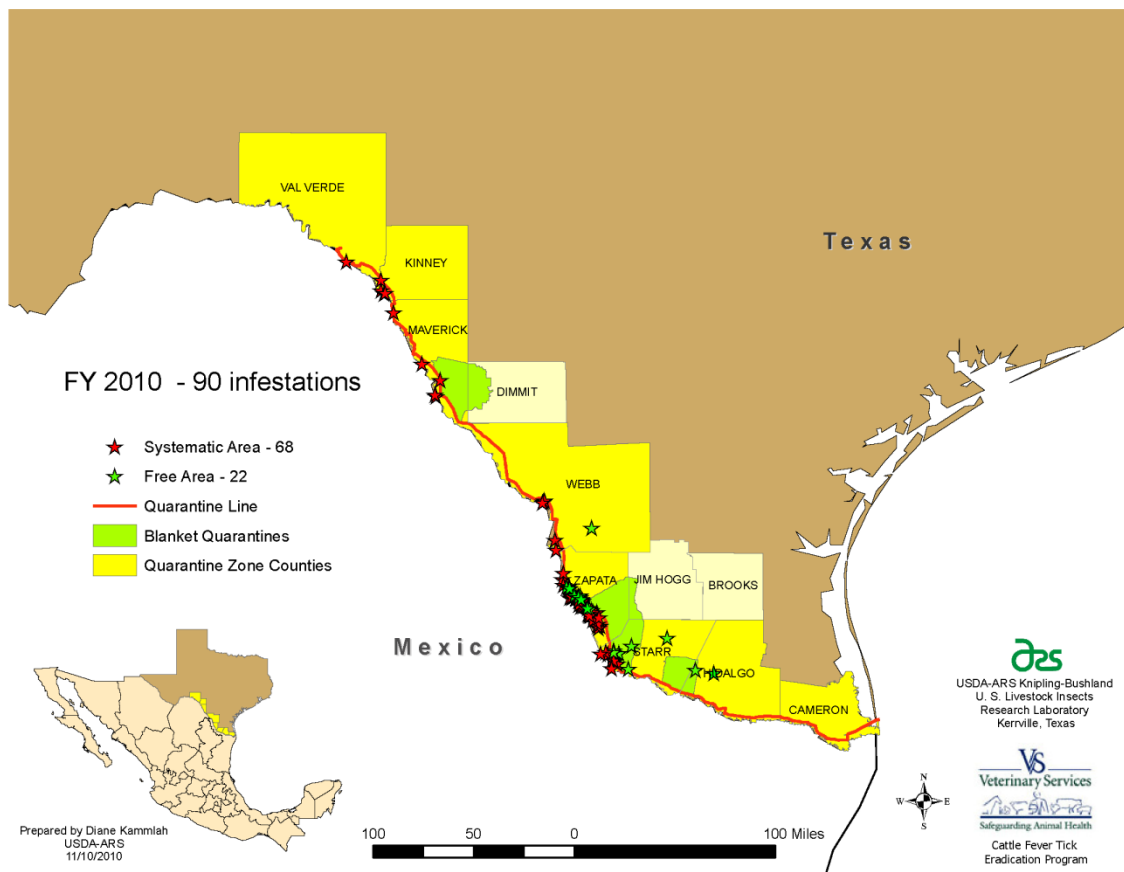 VAL VERDE
Texas
KINNEY
MAVERICK
FY 2010 - 90 infestations
DIMMIT
Systematic Area - 68
Free Area - 22
WEBB
Quarantine Line
Blanket Quarantines
Quarantine Zone Counties
ZAPATA
JIM HOGG
BROOKS
Mexico
STARR
HIDALGO
CAMERON
ars
USDA-ARS Knipling-Bushland
U. S. Livestock Insects
Research Laboratory
Kerrville, Texas
VS
Veterinary Services
Safeguarding Animal Health
Cattle Fever Tick
Eradication Program
N
W
E
S
Prepared by Diane Kammlah
USDA-ARS
11/10/2010
100
50
0
100 Miles